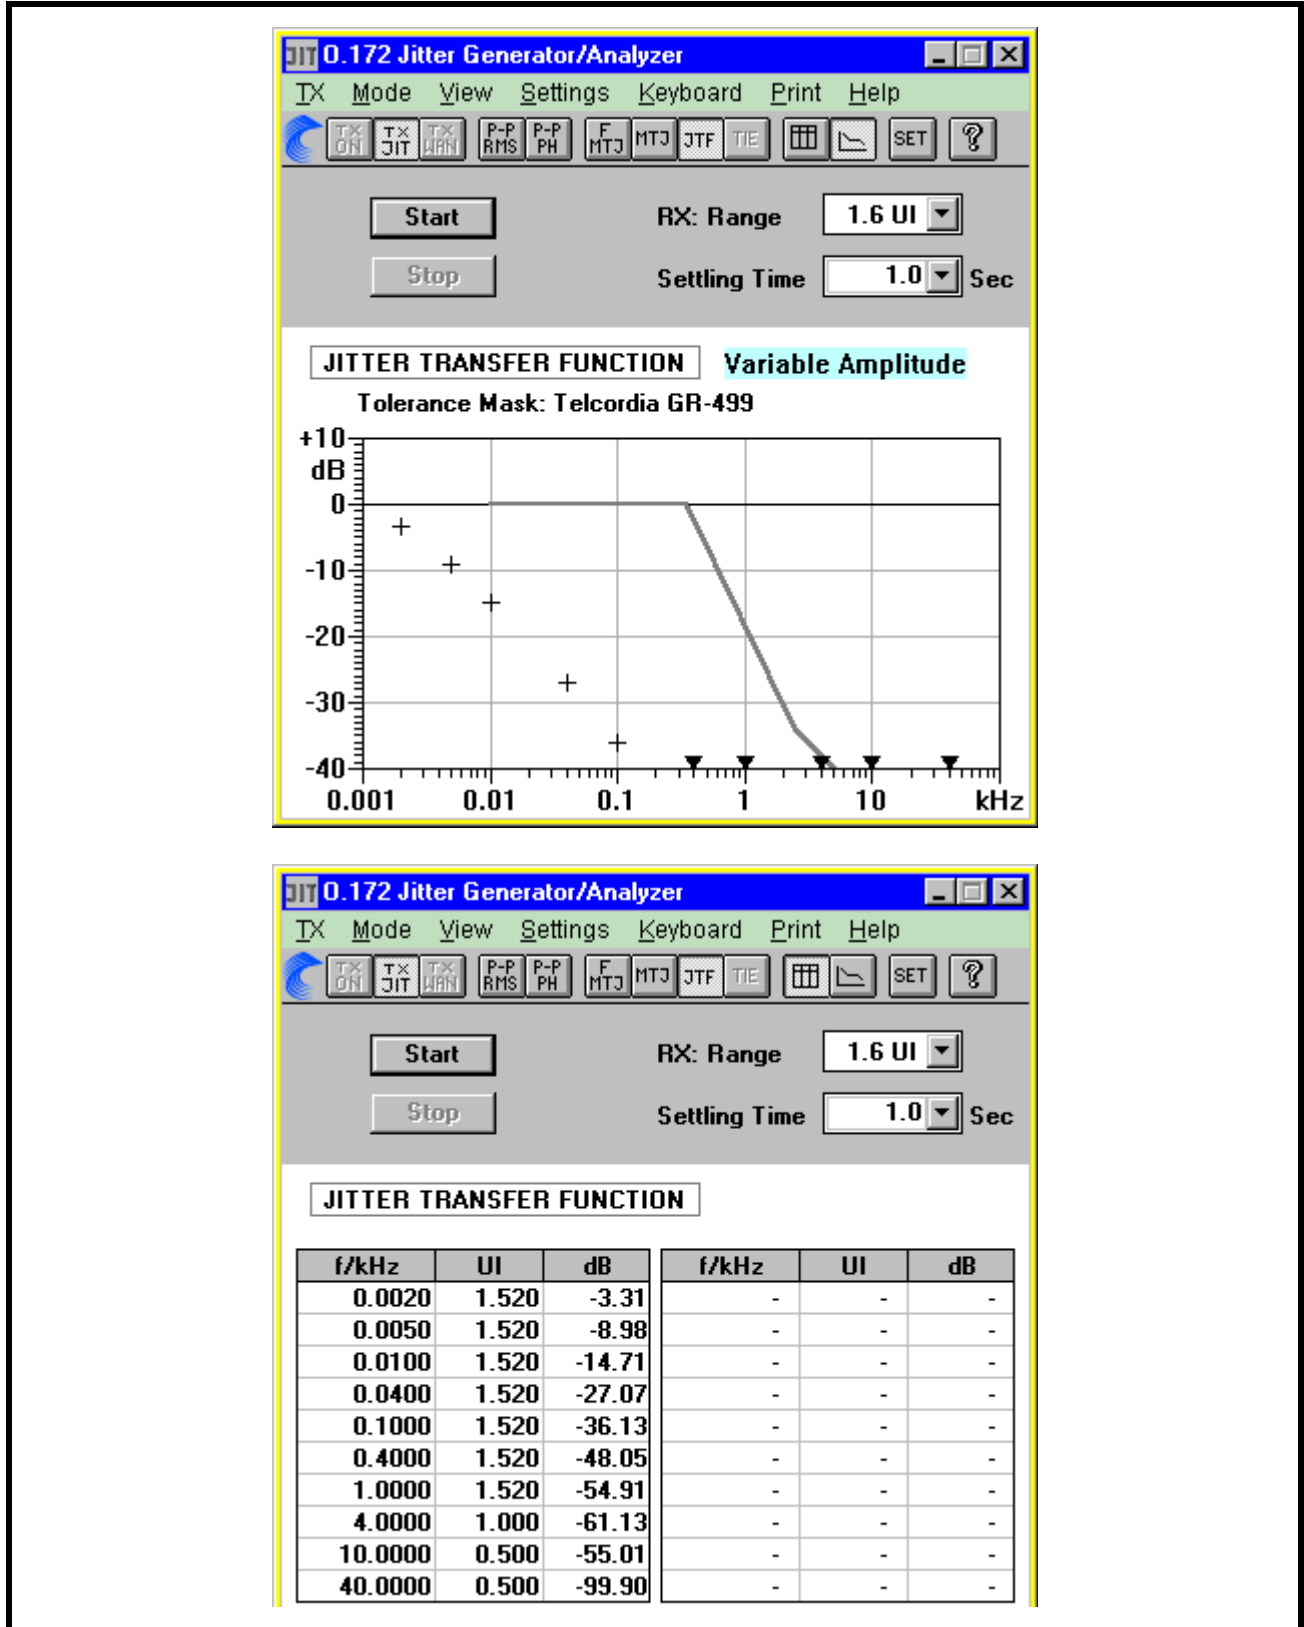 JIT O.172 Jitter Generator/Analyzer
TX Mode View Settings Keyboard Print Help
TX ON TX JIT TX WAN P-P RMS P-P PH F MTJ MTJ JTF TIE SET ?
Start RX: Range 1.6 UI
Stop Settling Time 1.0 Sec
JITTER TRANSFER FUNCTION Variable Amplitude
Tolerance Mask: Telcordia GR-499
+10
dB
0
-10
-20
-30
-40
0.001 0.01 0.1 1 10 kHz
JIT O.172 Jitter Generator/Analyzer
TX Mode View Settings Keyboard Print Help
TX ON TX JIT TX WAN P-P RMS P-P PH F MTJ MTJ JTF TIE SET ?
Start RX: Range 1.6 UI
Stop Settling Time 1.0 Sec
JITTER TRANSFER FUNCTION
f/kHz UI dB f/kHz UI dB
0.0020 1.520 -3.31 - - -
0.0050 1.520 -8.98 - - -
0.0100 1.520 -14.71 - - -
0.0400 1.520 -27.07 - - -
0.1000 1.520 -36.13 - - -
0.4000 1.520 -48.05 - - -
1.0000 1.520 -54.91 - - -
4.0000 1.000 -61.13 - - -
10.0000 0.500 -55.01 - - -
40.0000 0.500 -99.90 - - -